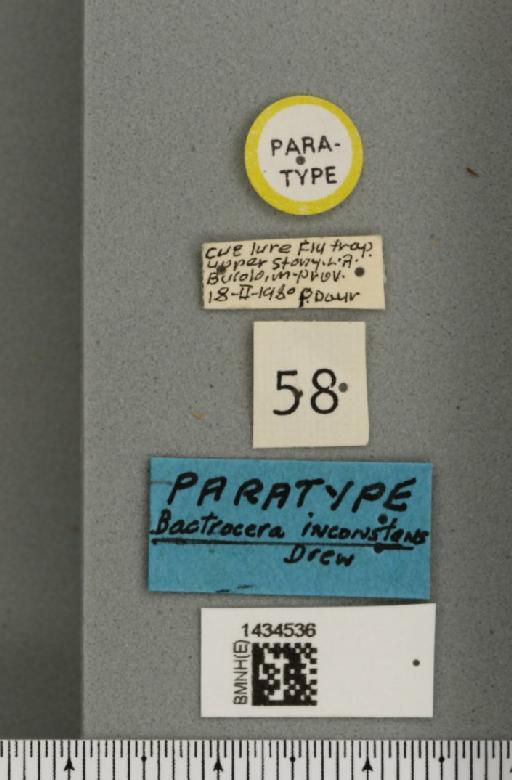 PARA-
TYPE
Cue lure Fly trap.
upper Stony L.A.
Bulolo, m. prov.
18-II-1980 P. Daur
58
PARATYPE
Bactrocera inconstans
Drew
1434536
BMNH(E)